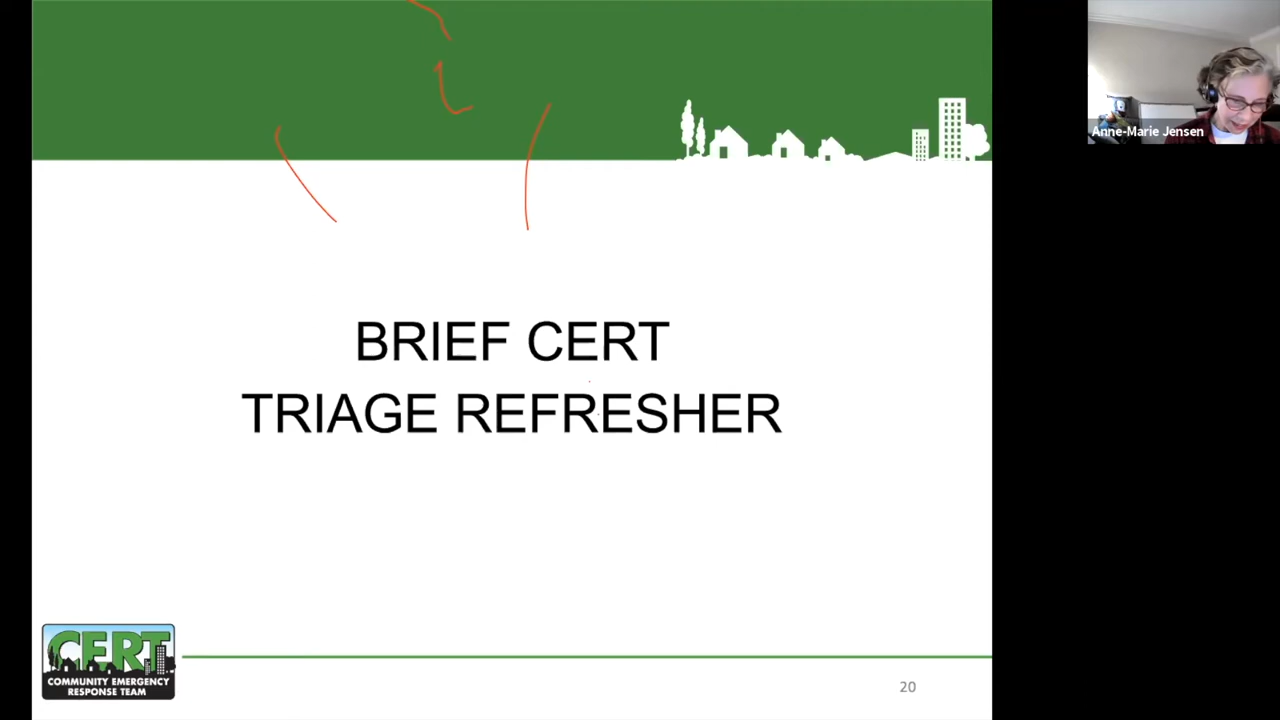 Anne-Marie Jensen
BRIEF CERT
TRIAGE REFRESHER
CERT
COMMUNITY EMERGENCY
RESPONSE TEAM
20